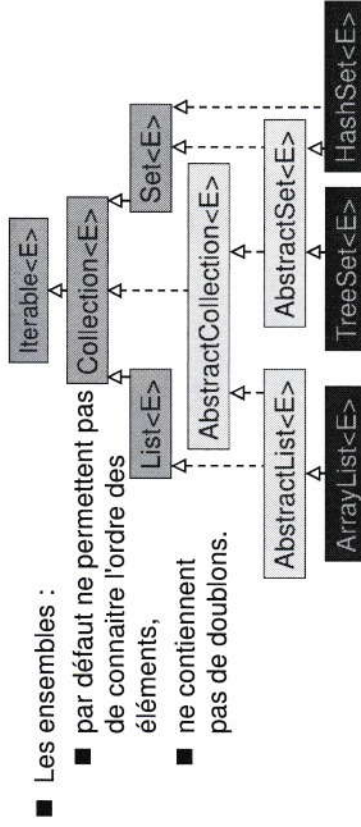 ■ Les ensembles :
■ par défaut ne permettent pas
de connaitre l'ordre des
éléments,
■ ne contiennent
pas de doublons.
Iterable<E>
Collection<E>
List<E>
Set<E>
AbstractCollection<E>
AbstractList<E>
AbstractSet<E>
ArrayList<E>
TreeSet<E>
HashSet<E>